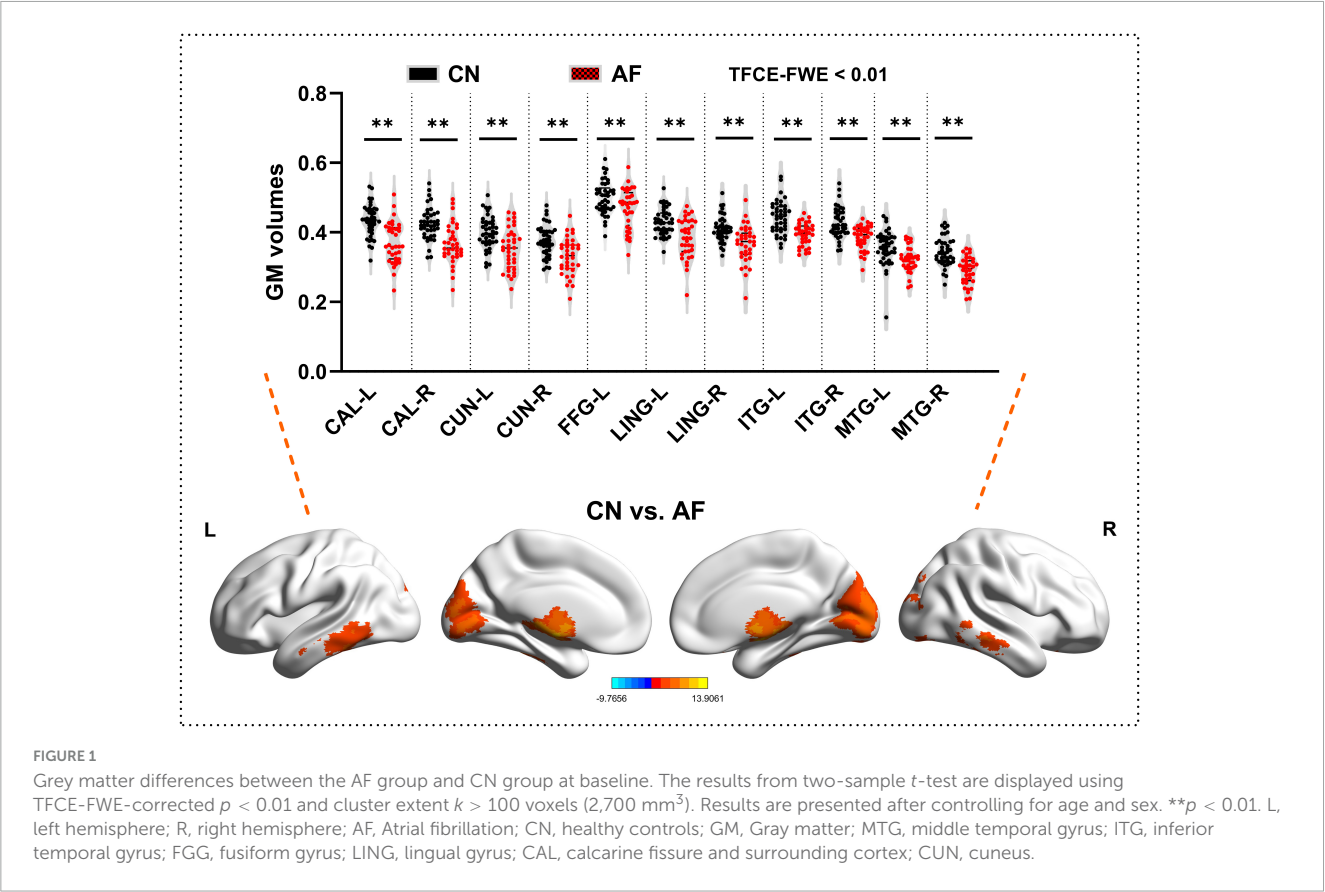 CN AF TFCE-FWE < 0.01
0.8
** ** ** ** ** ** ** ** ** ** **
0.6
0.4
0.2
0.0
GM volumes
CAL-L CAL-R CUN-L CUN-R FFG-L LING-L LING-R ITG-L ITG-R MTG-L MTG-R
CN vs. AF
L R
-9.7656 13.9061
FIGURE 1
Grey matter differences between the AF group and CN group at baseline. The results from two-sample t-test are displayed using
TFCE-FWE-corrected p < 0.01 and cluster extent k > 100 voxels (2,700 mm³). Results are presented after controlling for age and sex. **p < 0.01. L,
left hemisphere; R, right hemisphere; AF, Atrial fibrillation; CN, healthy controls; GM, Gray matter; MTG, middle temporal gyrus; ITG, inferior
temporal gyrus; FGG, fusiform gyrus; LING, lingual gyrus; CAL, calcarine fissure and surrounding cortex; CUN, cuneus.